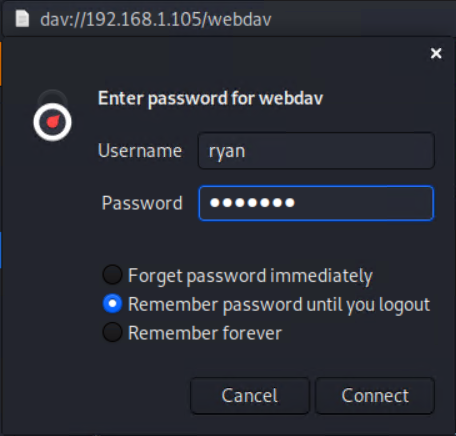 dav://192.168.1.105/webdav
Enter password for webdav
Username ryan
Password •••••••
Forget password immediately
Remember password until you logout
Remember forever
Cancel Connect